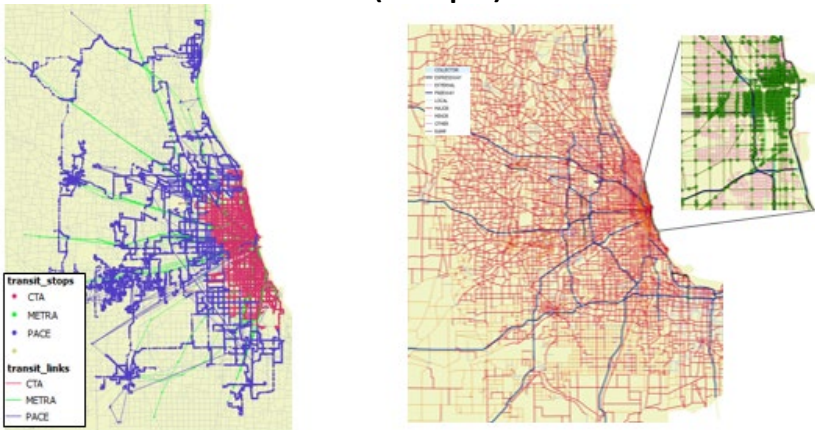 transit_stops
CTA
METRA
PACE
transit_links
CTA
METRA
PACE
COLLECTOR
EXPRESSWAY
EXTERNAL
FREEWAY
LOCAL
MAJOR
MINOR
OTHER
RAMP